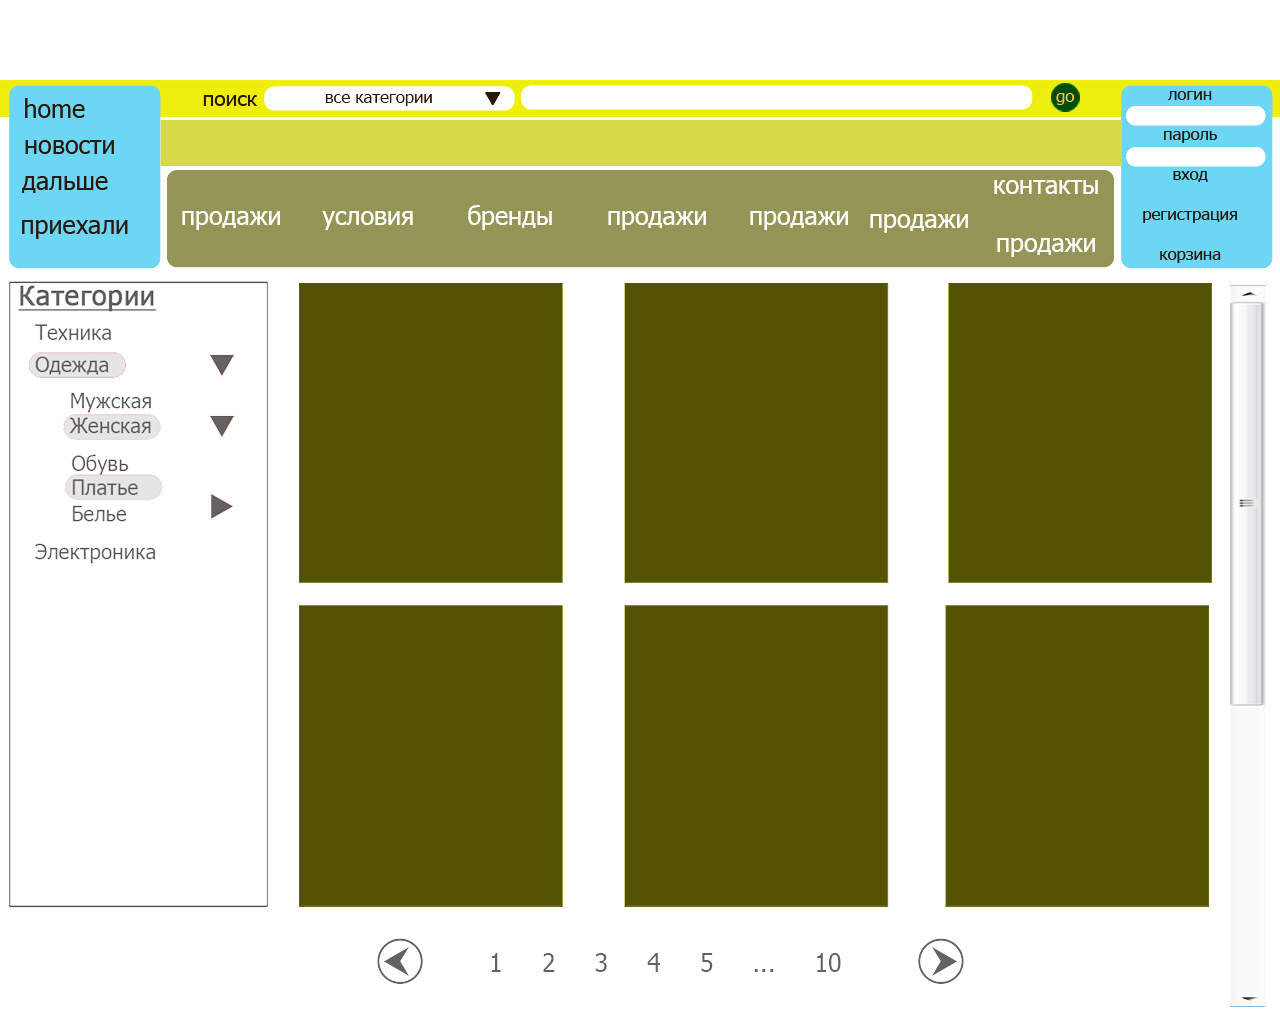 home
новости
дальше
приехали
поиск
все категории
go
логин
пароль
вход
регистрация
корзина
продажи
условия
бренды
продажи
продажи
продажи
контакты
продажи
Категории
Техника
Одежда
Мужская
Женская
Обувь
Платье
Белье
Электроника
1 2 3 4 5 ... 10